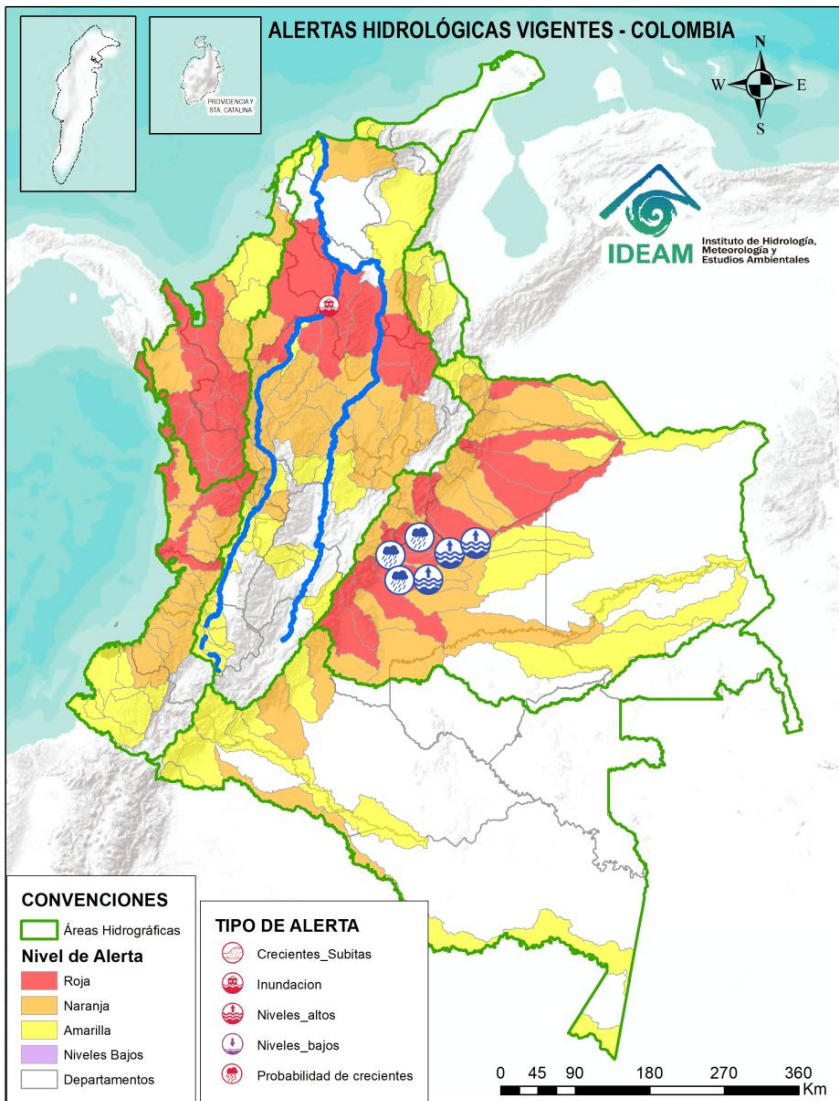 ALERTAS HIDROLÓGICAS VIGENTES - COLOMBIA
PROVIDENCIA Y
STA. CATALINA
N
W
E
S
IDEAM
Instituto de Hidrología,
Meteorología y
Estudios Ambientales
CONVENCIONES
Áreas Hidrográficas
Nivel de Alerta
Roja
Naranja
Amarilla
Niveles Bajos
Departamentos
TIPO DE ALERTA
Crecientes_Subitas
Inundacion
Niveles_altos
Niveles_bajos
Probabilidad de crecientes
0 45 90 180 270 360
Km